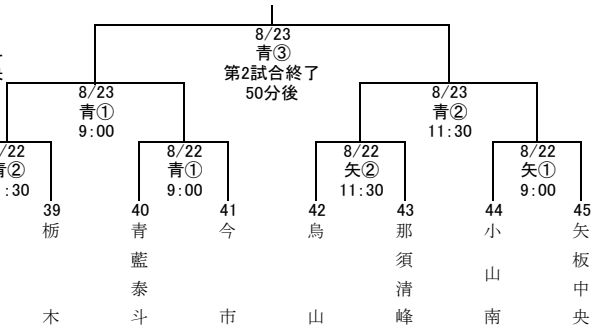 8/23
青③
第2試合終了
50分後
8/23
青①
9:00
8/23
青②
11:30
/22
青②
:30
8/22
青①
9:00
8/22
矢②
11:30
8/22
矢①
9:00
39
40
41
42
43
44
45
栃木
青藍泰斗
今市
烏山
那須清峰
小山南
矢板中央